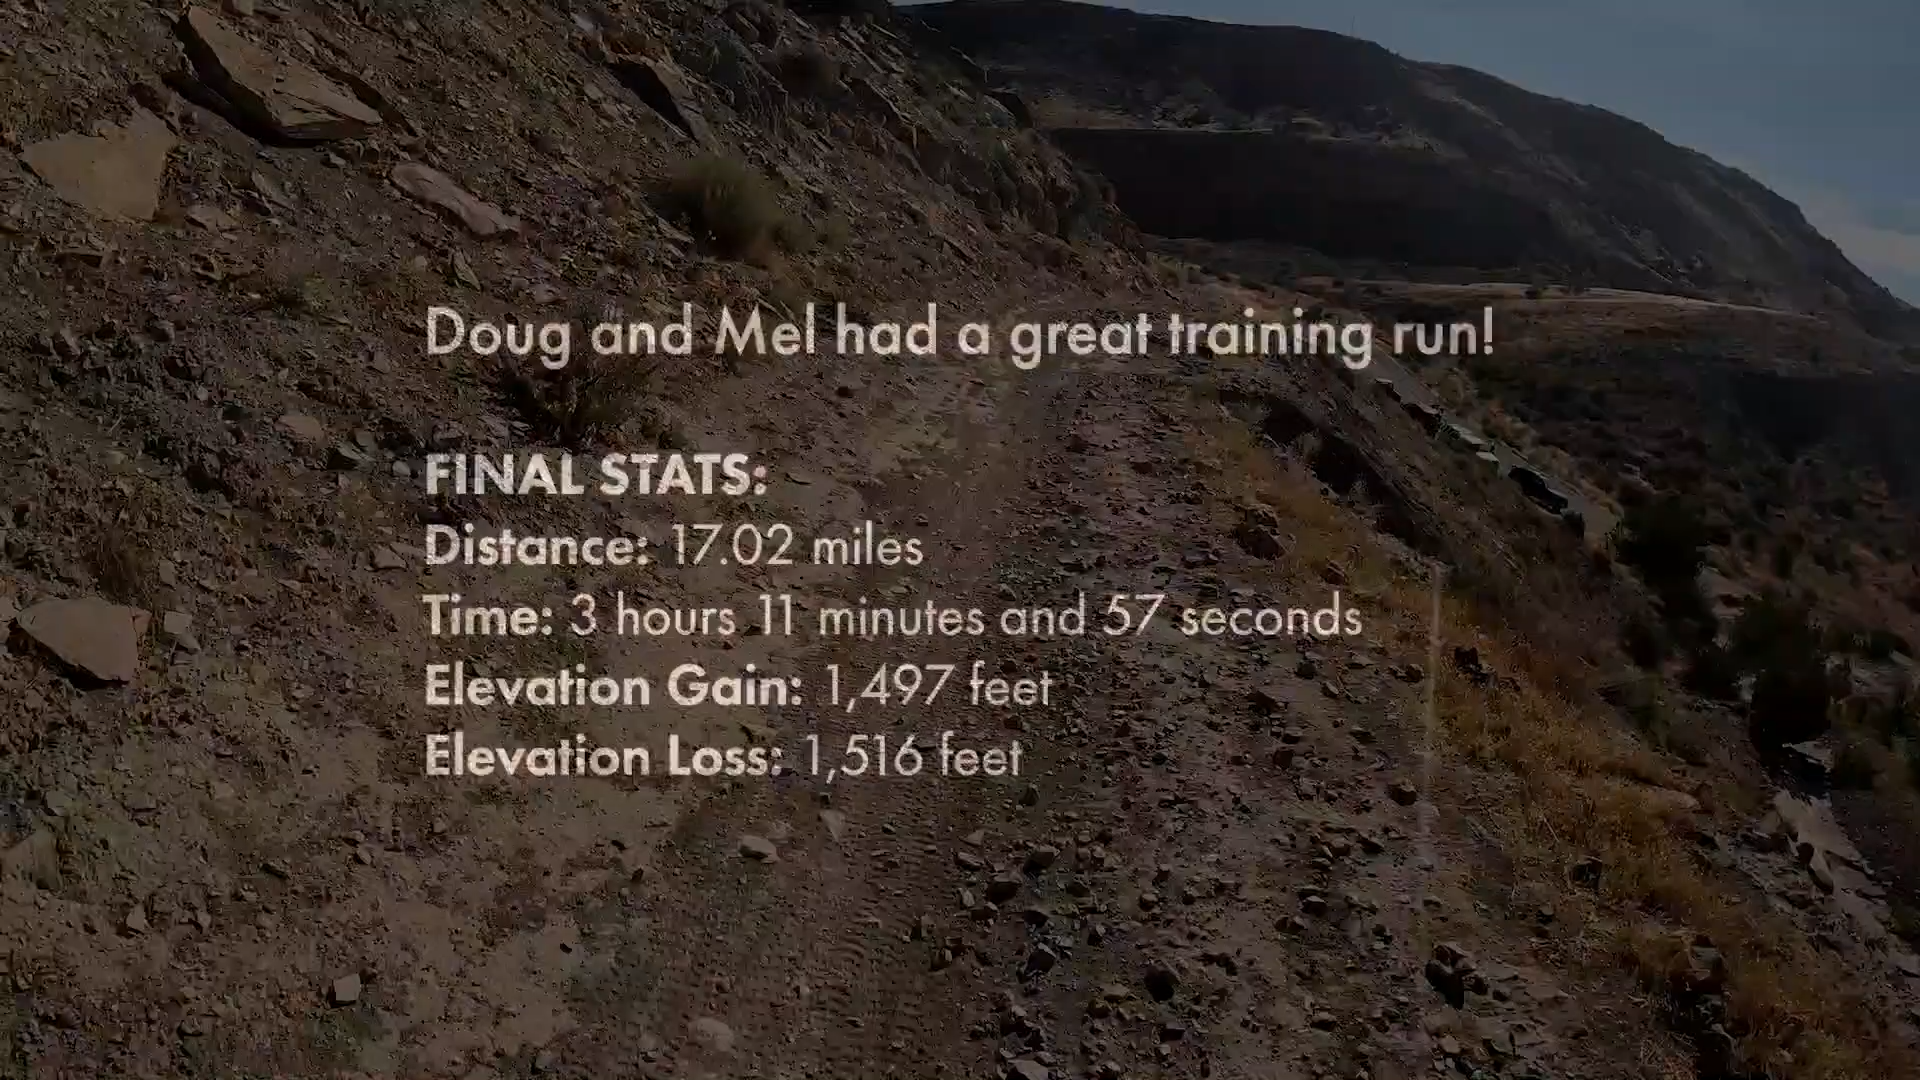 Doug and Mel had a great training run!
FINAL STATS:
Distance: 17.02 miles
Time: 3 hours 11 minutes and 57 seconds
Elevation Gain: 1,497 feet
Elevation Loss: 1,516 feet